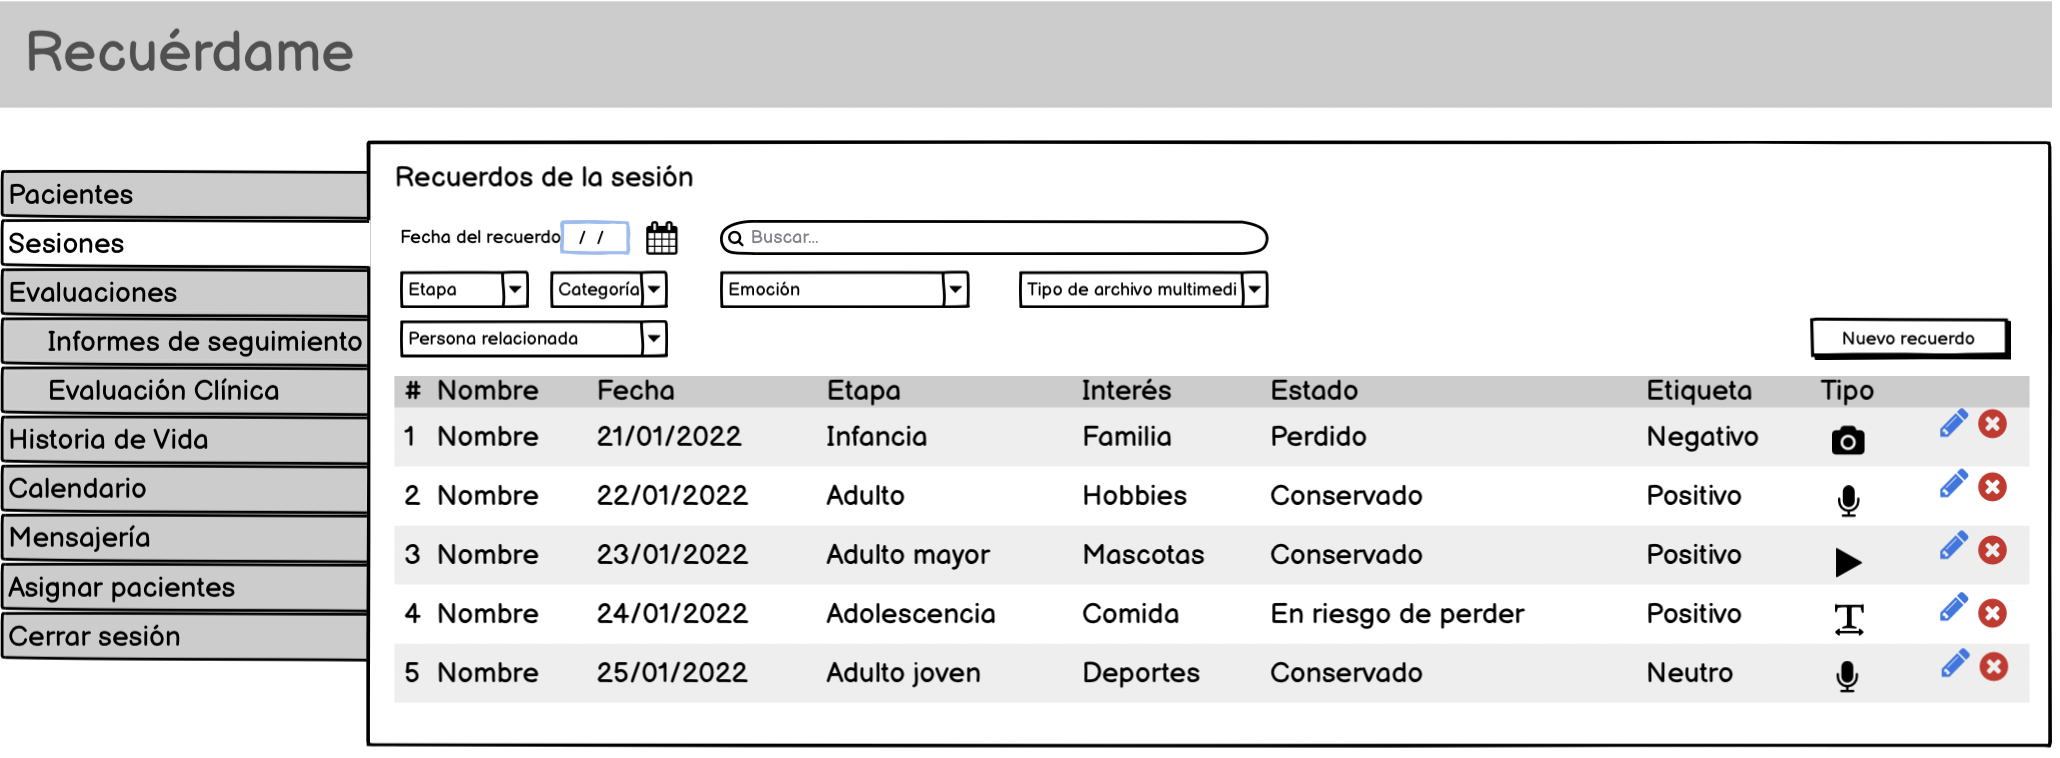 Recuérdame
Pacientes
Sesiones
Evaluaciones
Informes de seguimiento
Evaluación Clínica
Historia de Vida
Calendario
Mensajería
Asignar pacientes
Cerrar sesión
Recuerdos de la sesión
Fecha del recuerdo / / Buscar...
Etapa Categoría Emoción Tipo de archivo multimedi
Persona relacionada
Nuevo recuerdo
# Nombre Fecha Etapa Interés Estado Etiqueta Tipo
1 Nombre 21/01/2022 Infancia Familia Perdido Negativo
2 Nombre 22/01/2022 Adulto Hobbies Conservado Positivo
3 Nombre 23/01/2022 Adulto mayor Mascotas Conservado Positivo
4 Nombre 24/01/2022 Adolescencia Comida En riesgo de perder Positivo
5 Nombre 25/01/2022 Adulto joven Deportes Conservado Neutro